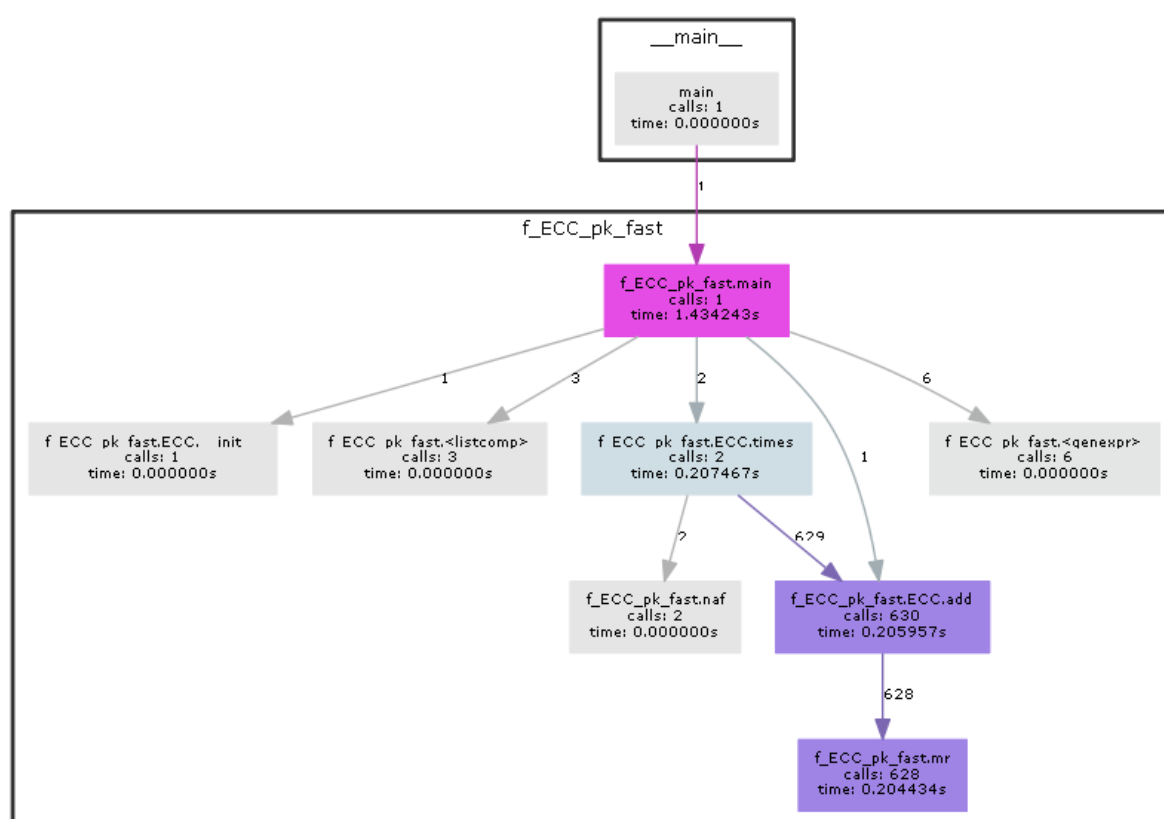 __main__
main
calls: 1
time: 0.000000s
1
f_ECC_pk_fast
f_ECC_pk_fast.main
calls: 1
time: 1.434243s
1
3
2
1
6
f ECC pk fast.ECC.  init
calls: 1
time: 0.000000s
f ECC pk fast.<listcomp>
calls: 3
time: 0.000000s
f ECC pk fast.ECC.times
calls: 2
time: 0.207467s
f ECC pk fast.<genexpr>
calls: 6
time: 0.000000s
2
629
f_ECC_pk_fast.naf
calls: 2
time: 0.000000s
f_ECC_pk_fast.ECC.add
calls: 630
time: 0.205957s
628
f_ECC_pk_fast.mr
calls: 628
time: 0.204434s